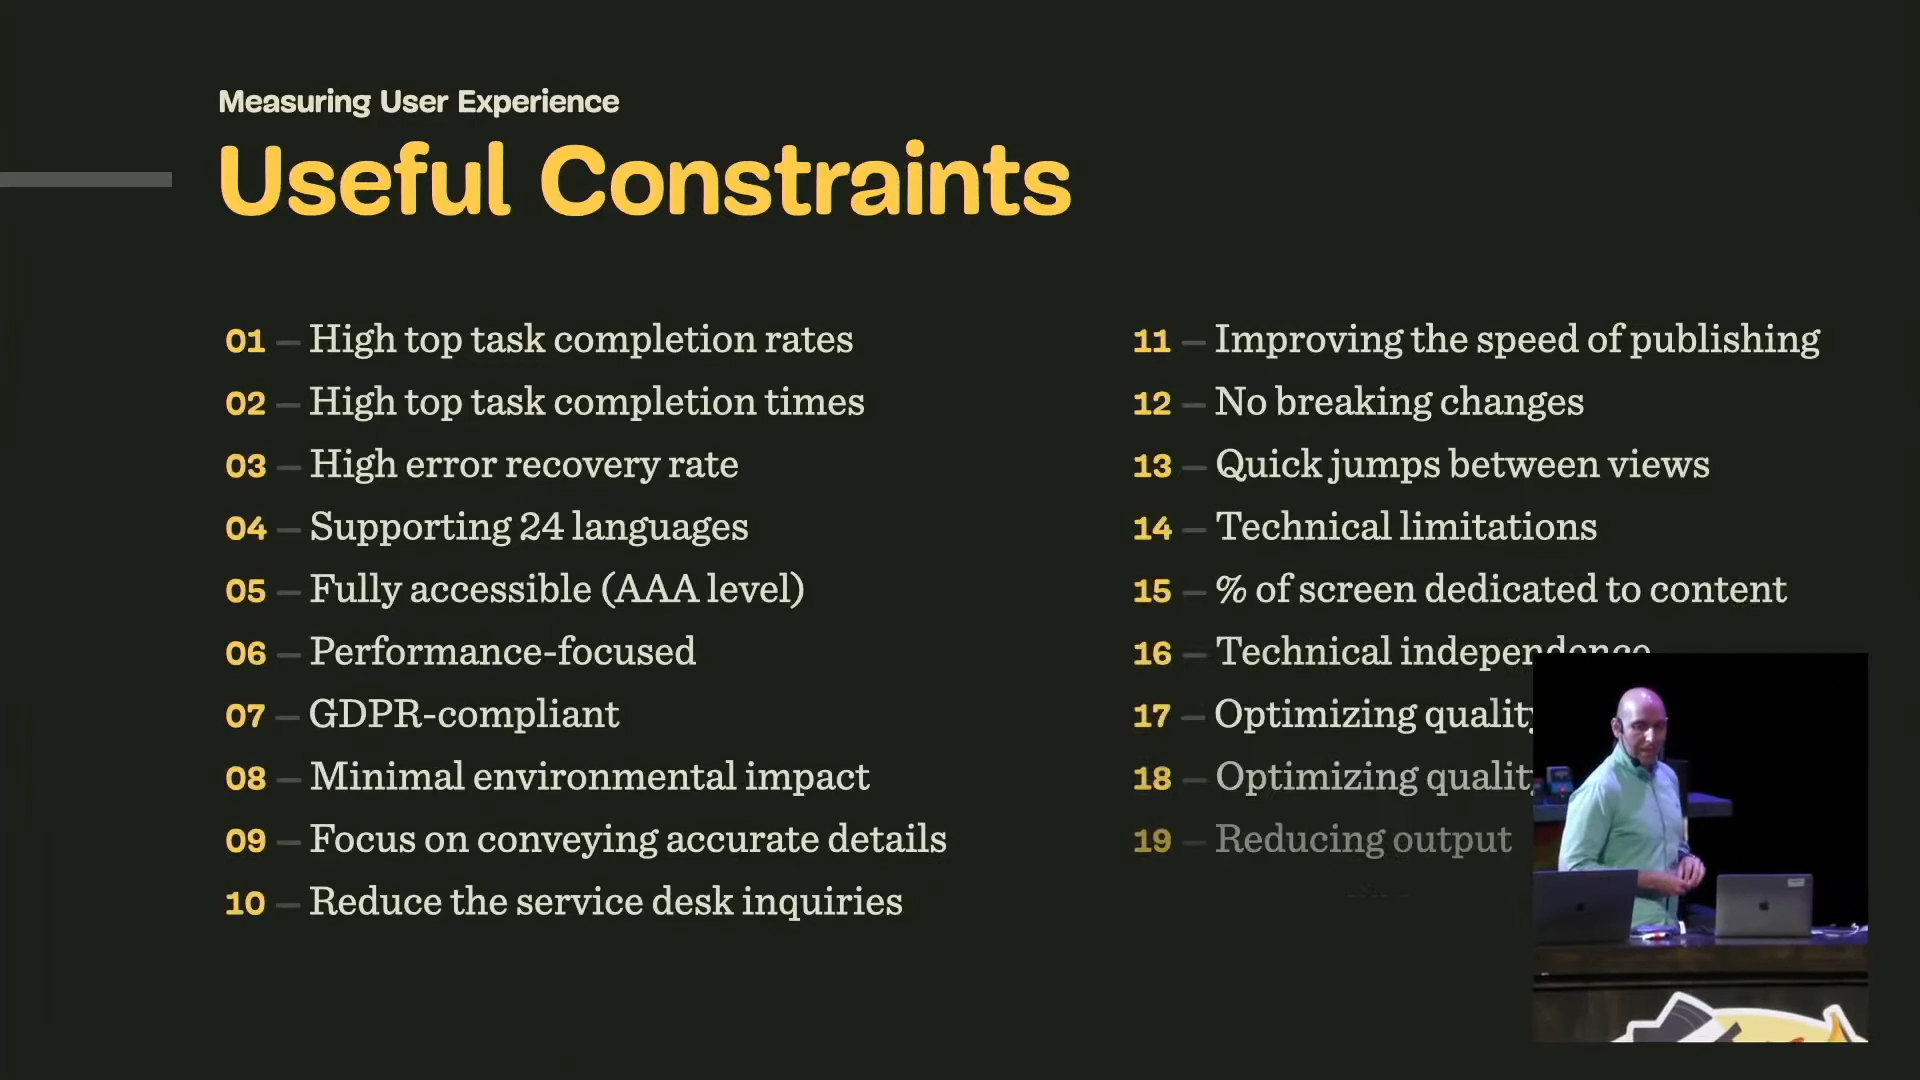 Measuring User Experience
Useful Constraints
01 — High top task completion rates
02 — High top task completion times
03 — High error recovery rate
04 — Supporting 24 languages
05 — Fully accessible (AAA level)
06 — Performance-focused
07 — GDPR-compliant
08 — Minimal environmental impact
09 — Focus on conveying accurate details
10 — Reduce the service desk inquiries
11 — Improving the speed of publishing
12 — No breaking changes
13 — Quick jumps between views
14 — Technical limitations
15 — % of screen dedicated to content
16 — Technical independence
17 — Optimizing quality
18 — Optimizing quality
19 — Reducing output